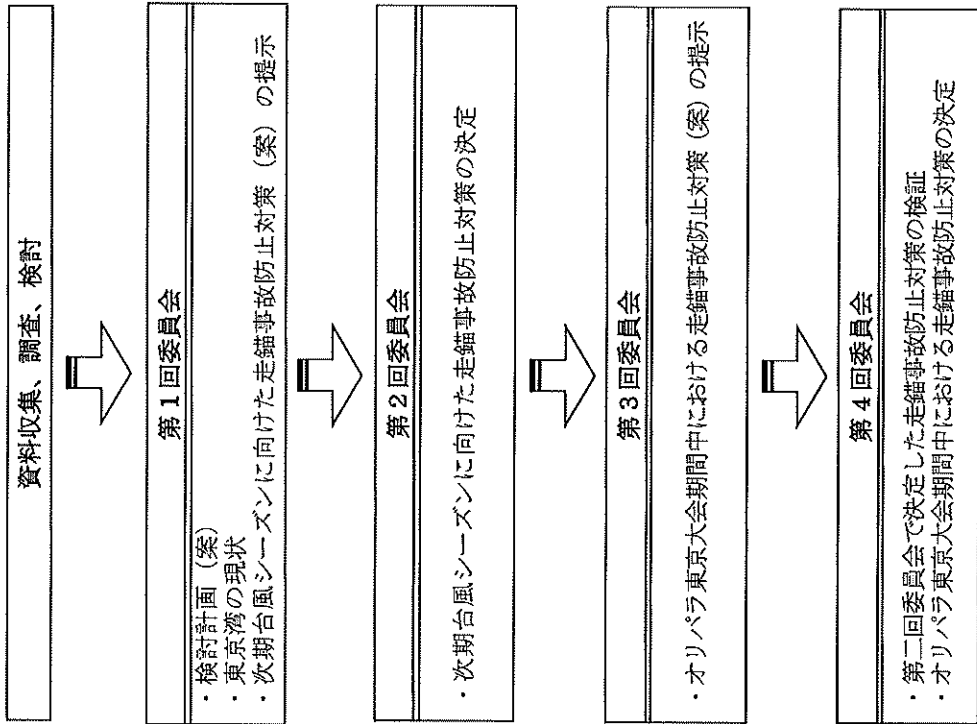 資料収集、調査、検討
第1回委員会
・検討計画（案）
・東京湾の現状
・次期台風シーズンに向けた走錨事故防止対策（案）の提示
第2回委員会
・次期台風シーズンに向けた走錨事故防止対策の決定
第3回委員会
・オリパラ東京大会期間中における走錨事故防止対策（案）の提示
第4回委員会
・第二回委員会で決定した走錨事故防止対策の検証
・オリパラ東京大会期間中における走錨事故防止対策の決定